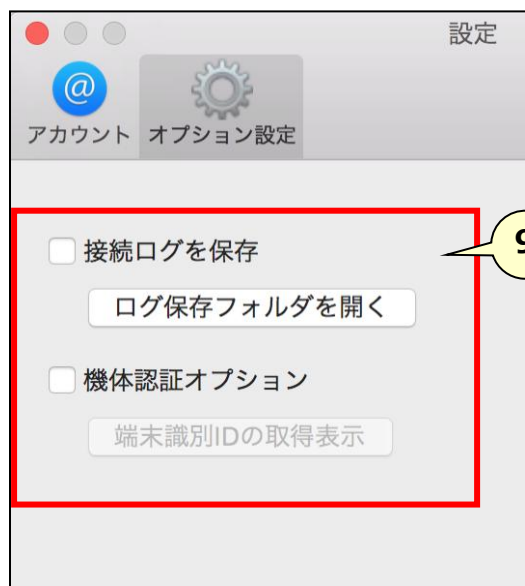 設定
@
アカウント オプション設定
接続ログを保存
ログ保存フォルダを開く
機体認証オプション
端末識別IDの取得表示